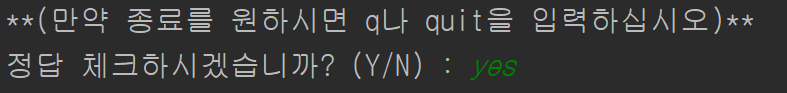 **(만약 종료를 원하시면 q나 quit을 입력하십시오)**
정답 체크하시겠습니까? (Y/N) : yes